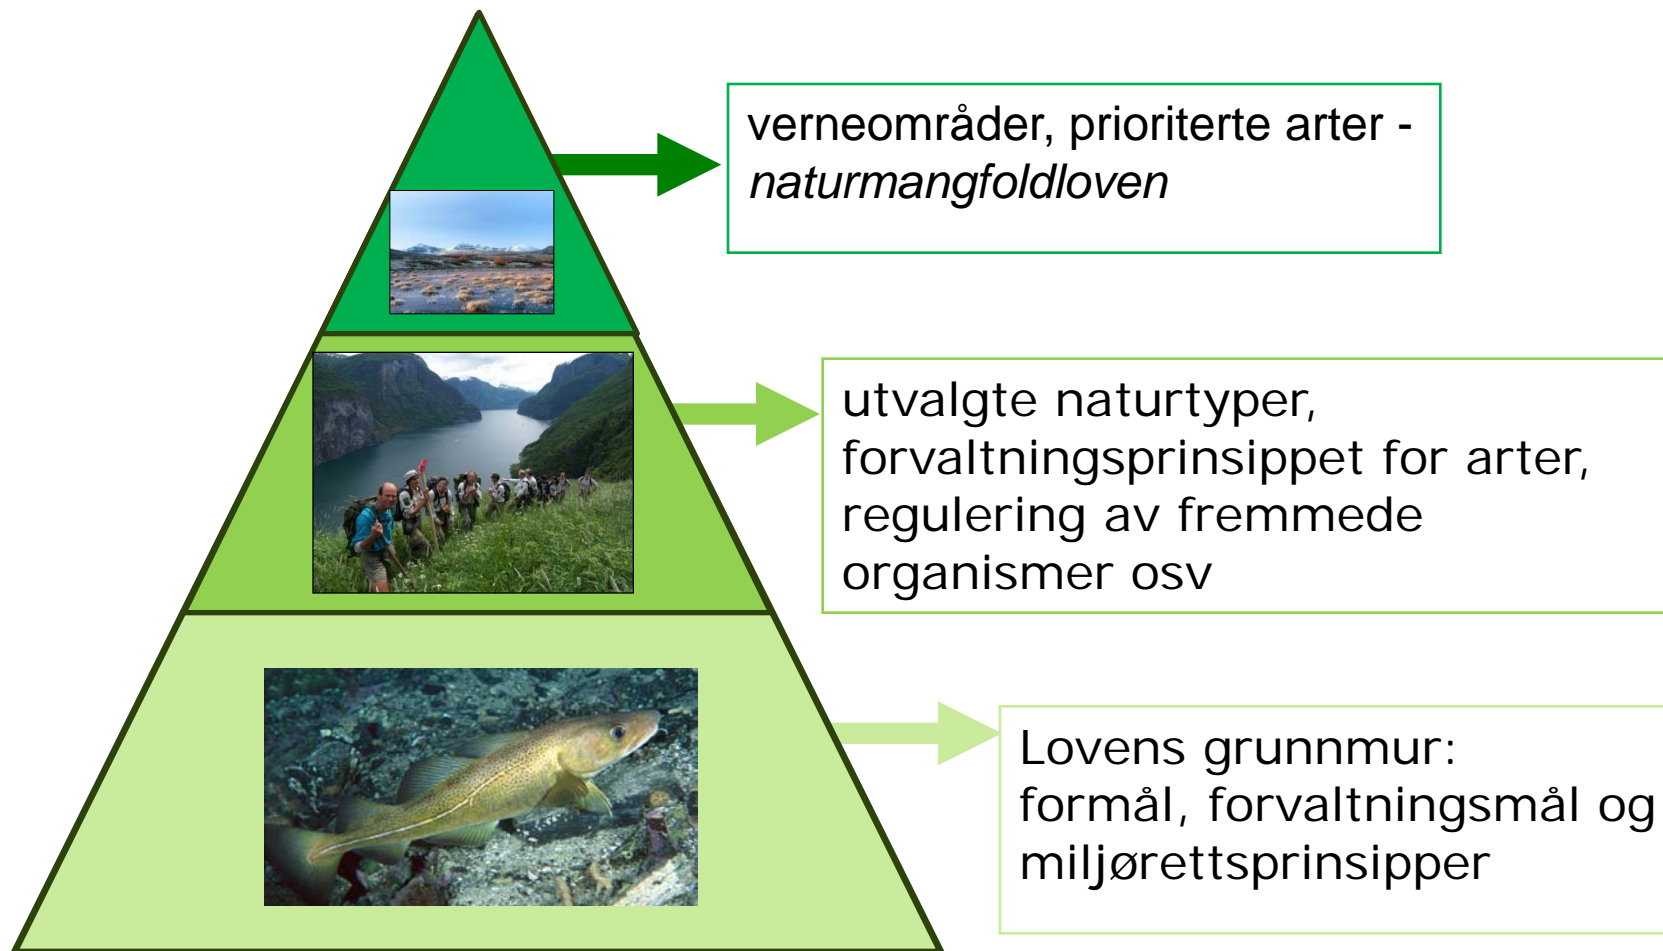 verneområder, prioriterte arter -
naturmangfoldloven
utvalgte naturtyper,
forvaltningsprinsippet for arter,
regulering av fremmede
organismer osv
Lovens grunnmur:
formål, forvaltningsmål og
miljørettsprinsipper